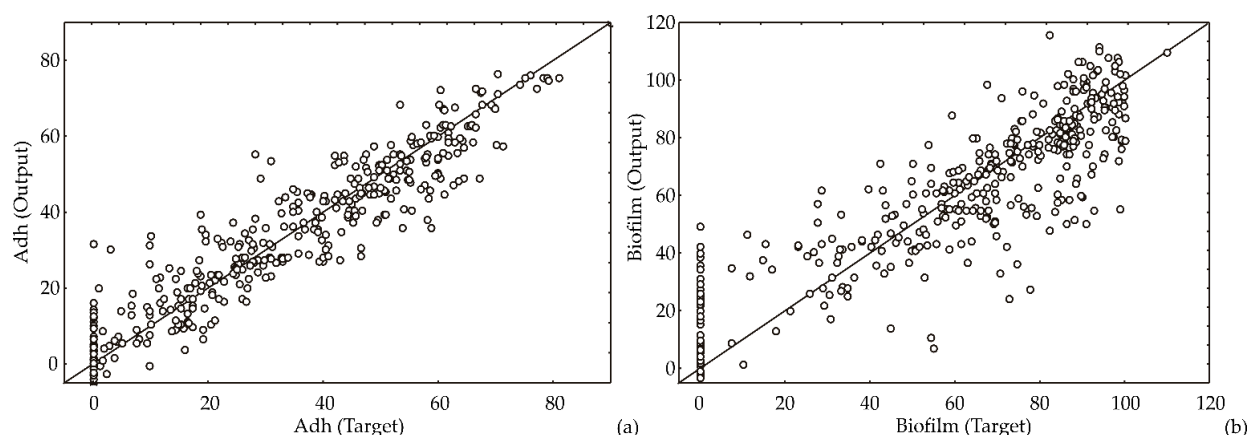 80
60
40
20
0
Adh (Output)
0 20 40 60 80
Adh (Target)
(a)
120
100
80
60
40
20
0
Biofilm (Output)
0 20 40 60 80 100 120
Biofilm (Target)
(b)